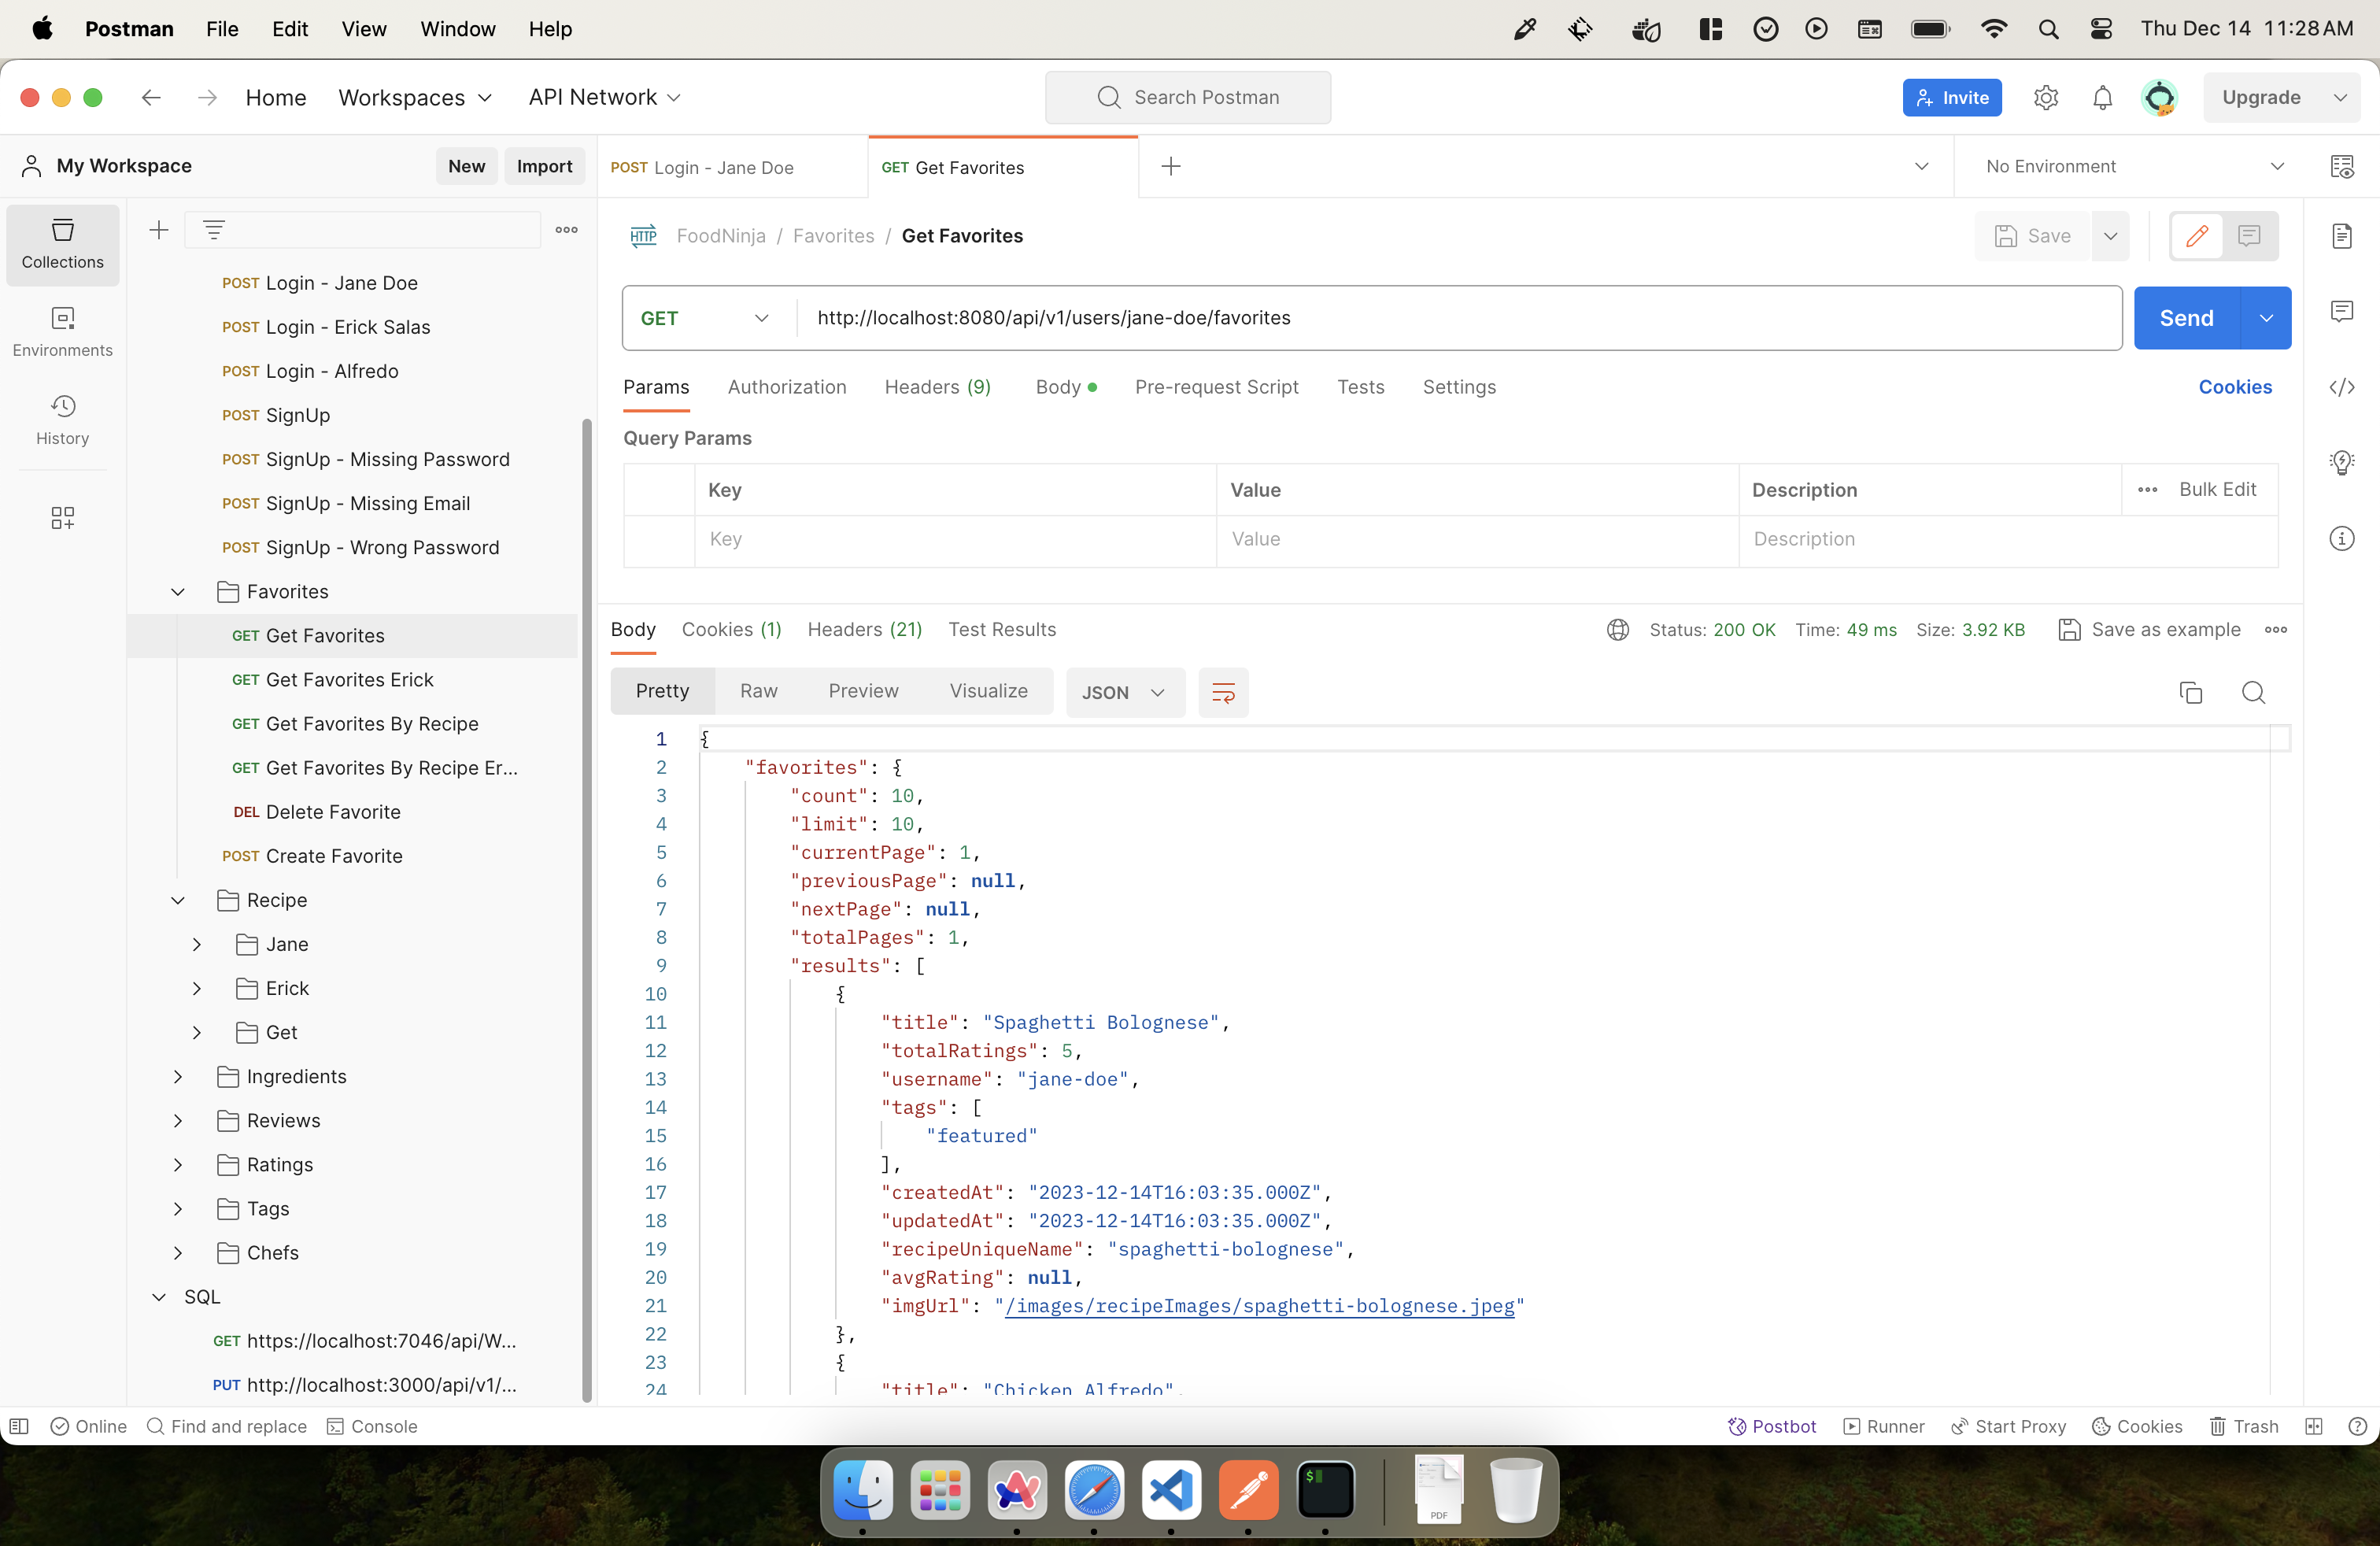 Postman File Edit View Window Help Thu Dec 14 11:28 AM
Home Workspaces API Network Search Postman Invite Upgrade
My Workspace New Import POST Login - Jane Doe GET Get Favorites No Environment
Collections
Environments
History
POST Login - Jane Doe
POST Login - Erick Salas
POST Login - Alfredo
POST SignUp
POST SignUp - Missing Password
POST SignUp - Missing Email
POST SignUp - Wrong Password
Favorites
GET Get Favorites
GET Get Favorites Erick
GET Get Favorites By Recipe
GET Get Favorites By Recipe Er...
DEL Delete Favorite
POST Create Favorite
Recipe
Jane
Erick
Get
Ingredients
Reviews
Ratings
Tags
Chefs
SQL
GET https://localhost:7046/api/W...
PUT http://localhost:3000/api/v1/...
HTTP FoodNinja / Favorites / Get Favorites Save
GET http://localhost:8080/api/v1/users/jane-doe/favorites Send
Params Authorization Headers (9) Body Pre-request Script Tests Settings Cookies
Query Params
Key Value Description Bulk Edit
Key Value Description
Body Cookies (1) Headers (21) Test Results Status: 200 OK Time: 49 ms Size: 3.92 KB Save as example
Pretty Raw Preview Visualize JSON
1 {
2 "favorites": {
3 "count": 10,
4 "limit": 10,
5 "currentPage": 1,
6 "previousPage": null,
7 "nextPage": null,
8 "totalPages": 1,
9 "results": [
10 {
11 "title": "Spaghetti Bolognese",
12 "totalRatings": 5,
13 "username": "jane-doe",
14 "tags": [
15 "featured"
16 ],
17 "createdAt": "2023-12-14T16:03:35.000Z",
18 "updatedAt": "2023-12-14T16:03:35.000Z",
19 "recipeUniqueName": "spaghetti-bolognese",
20 "avgRating": null,
21 "imgUrl": "/images/recipeImages/spaghetti-bolognese.jpeg"
22 },
23 {
24 "title": "Chicken Alfredo",
Online Find and replace Console Postbot Runner Start Proxy Cookies Trash
$
PDF